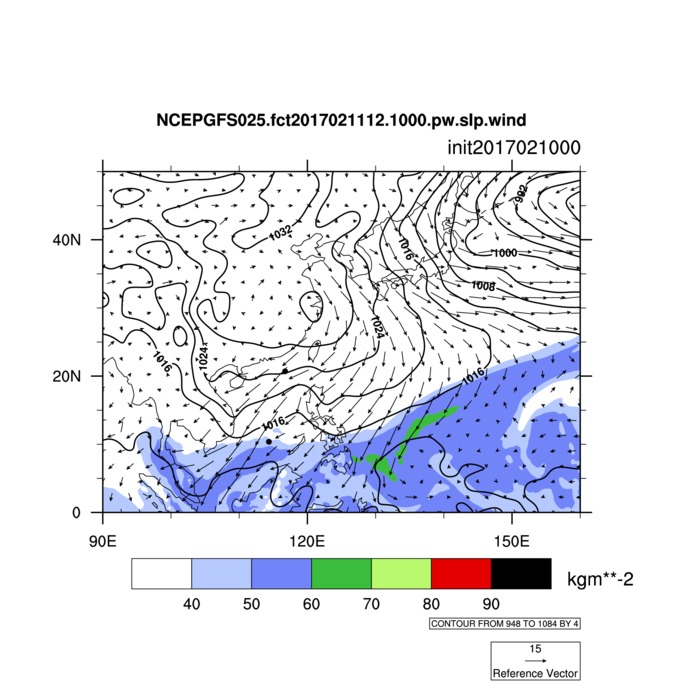 NCEPGFS025.fct2017021112.1000.pw.slp.wind
init2017021000
992
1032
40N
1016
1000
1008
1024
1016
1024
20N
1016
1016
0
90E 120E 150E
kgm**-2
40 50 60 70 80 90
CONTOUR FROM 948 TO 1084 BY 4
15
Reference Vector